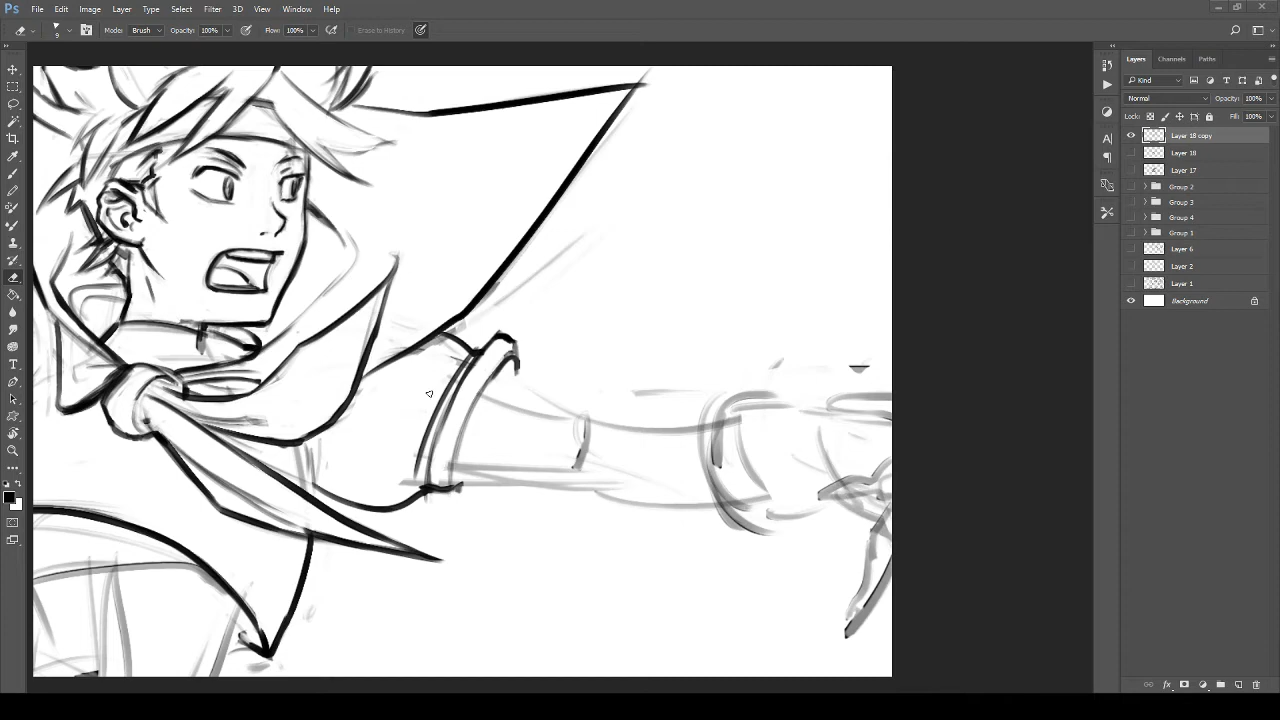 Ps File Edit Image Layer Type Select Filter 3D View Window Help
9 Mode: Brush Opacity: 100% Flow: 100% Erase to History
Layers Channels Paths
Kind
Normal Opacity: 100%
Lock: Fill: 100%
Layer 18 copy
Layer 18
Layer 17
Group 2
Group 3
Group 4
Group 1
Layer 6
Layer 2
Layer 1
Background